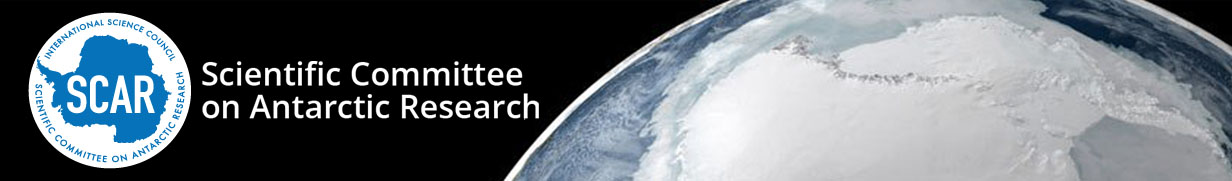 INTERNATIONAL SCIENCE COUNCIL
SCAR
SCIENTIFIC COMMITTEE ON ANTARCTIC RESEARCH
Scientific Committee
on Antarctic Research